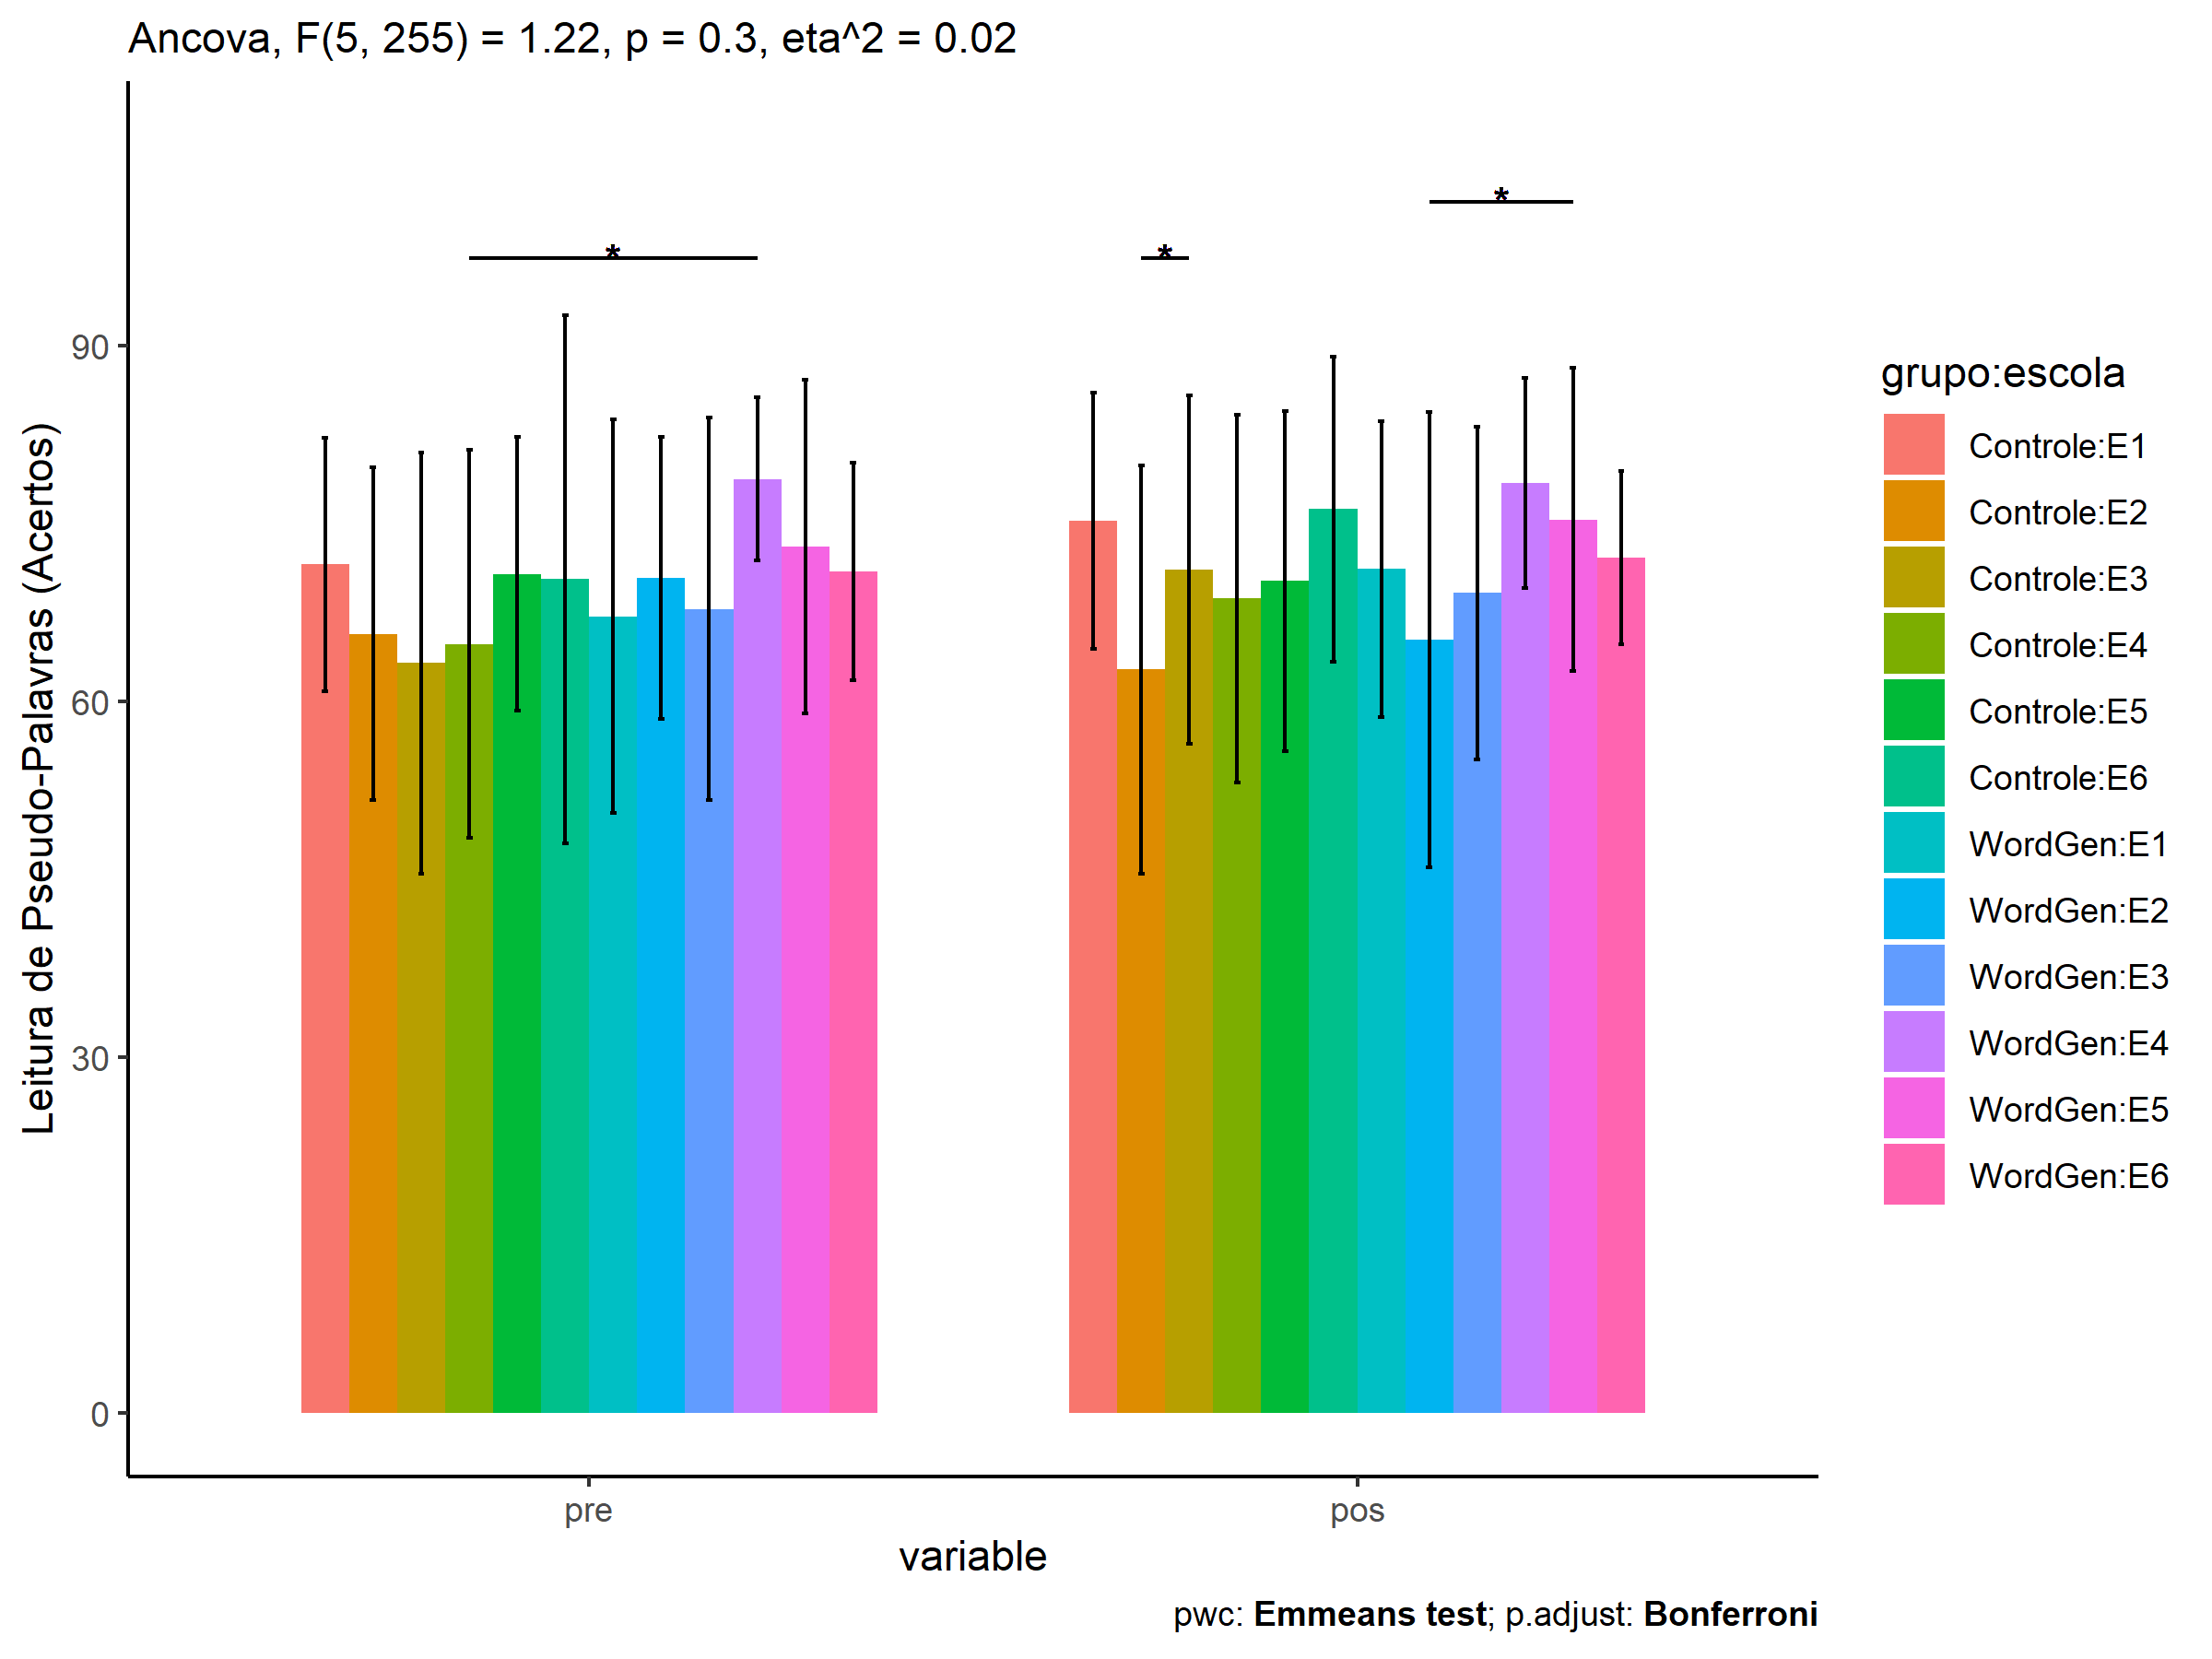 Ancova, F(5, 255) = 1.22, p = 0.3, eta^2 = 0.02
Leitura de Pseudo-Palavras (Acertos)
90
60
30
0
*
*
*
pre
pos
variable
grupo:escola
Controle:E1
Controle:E2
Controle:E3
Controle:E4
Controle:E5
Controle:E6
WordGen:E1
WordGen:E2
WordGen:E3
WordGen:E4
WordGen:E5
WordGen:E6
pwc: Emmeans test; p.adjust: Bonferroni